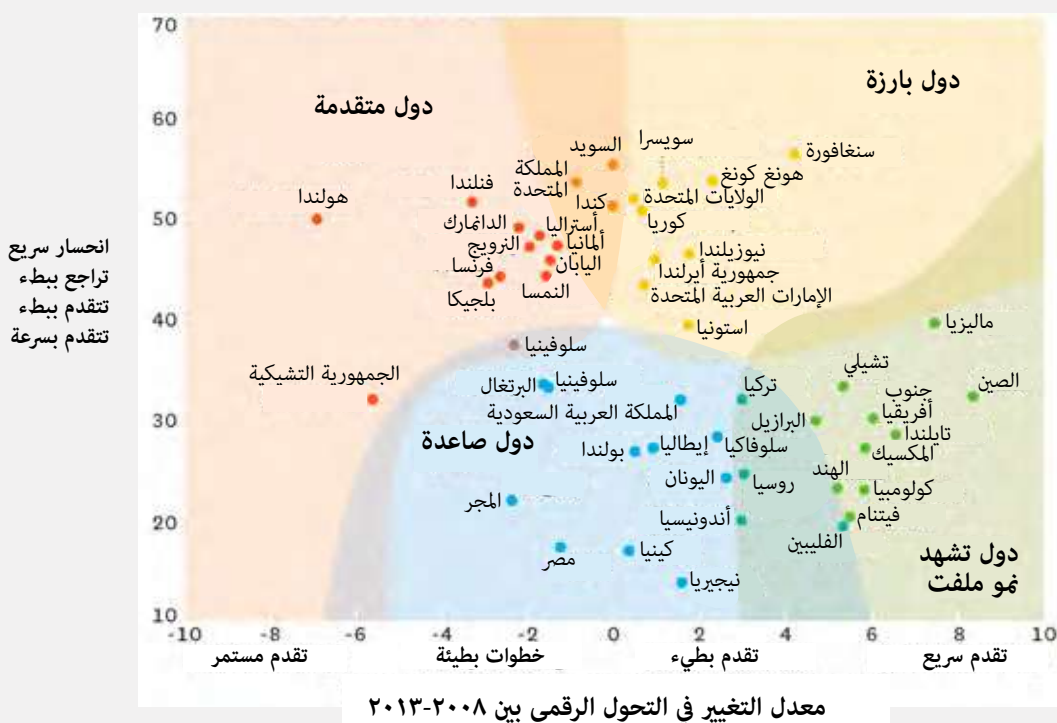 70
60
50
40
30
20
10
-10
-8
-6
-4
-2
0
2
4
6
8
10
انحسار سريع
تراجع ببطء
تتقدم ببطء
تتقدم بسرعة
دول بارزة
دول متقدمة
سنغافورة
سويسرا
السويد
هونغ كونغ
المملكة
المتحدة
الولايات المتحدة
كندا
كوريا
فنلندا
هولندا
الدانمارك
أستراليا
النرويج
ألمانيا
اليابان
فرنسا
النمسا
بلجيكا
نيوزيلندا
جمهورية أيرلندا
الإمارات العربية المتحدة
استونيا
ماليزيا
سلوفينيا
الجمهورية التشيكية
سلوفينيا
البرتغال
المملكة العربية السعودية
تركيا
تشيلي
الصين
جنوب
أفريقيا
البرازيل
تايلندا
المكسيك
دول صاعدة
بولندا
إيطاليا
سلوفاكيا
اليونان
روسيا
الهند
كولومبيا
فيتنام
المجر
أندونيسيا
الفليبين
مصر
كينيا
نيجيريا
دول تشهد
نمو ملفت
تقدم مستمر
خطوات بطيئة
تقدم بطيء
تقدم سريع
معدل التغيير في التحول الرقمي بين ٢٠٠٨-٢٠١٣